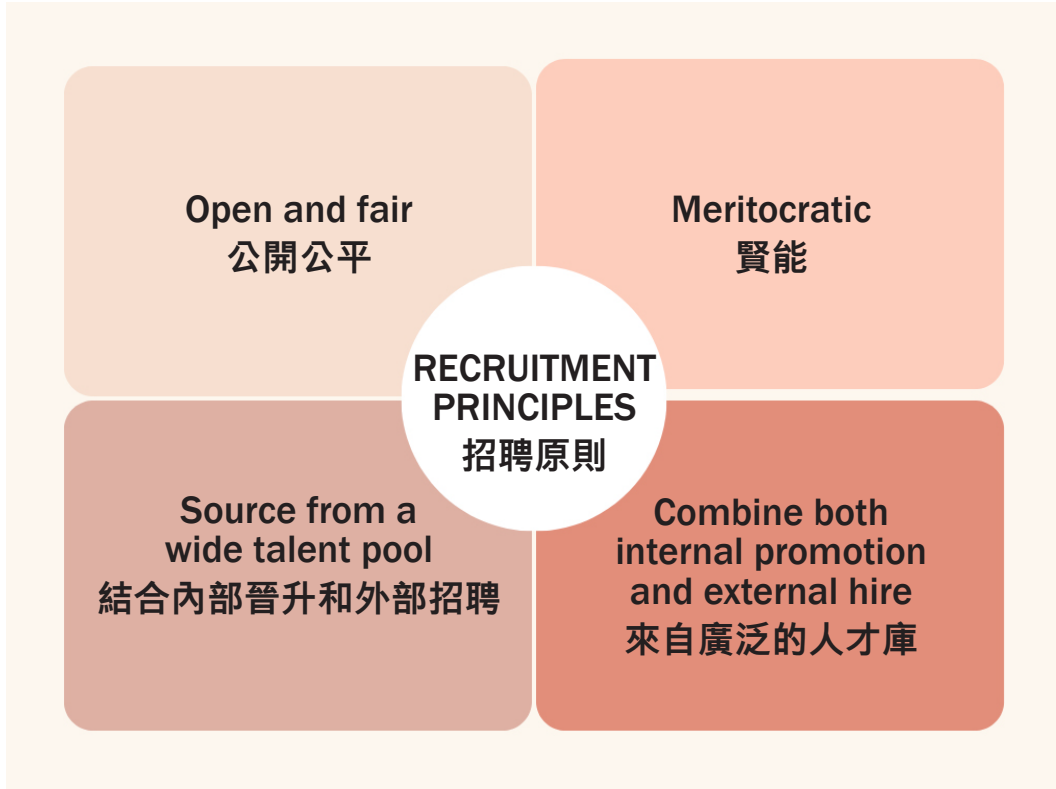 Open and fair
公開公平
Meritocratic
賢能
RECRUITMENT
PRINCIPLES
招聘原則
Source from a
wide talent pool
結合內部晉升和外部招聘
Combine both
internal promotion
and external hire
來自廣泛的人才庫